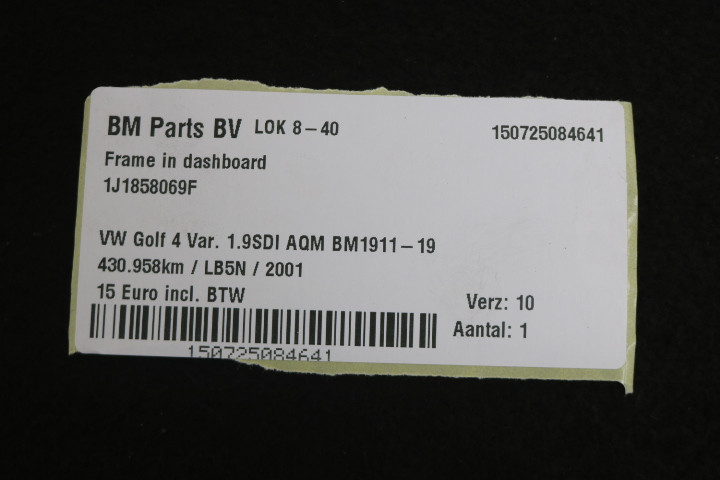 BM Parts BV LOK 8-40 150725084641
Frame in dashboard
1J1858069F
VW Golf 4 Var. 1.9SDI AQM BM1911-19
430.958km / LB5N / 2001
15 Euro incl. BTW
Verz: 10
Aantal: 1
150725084641